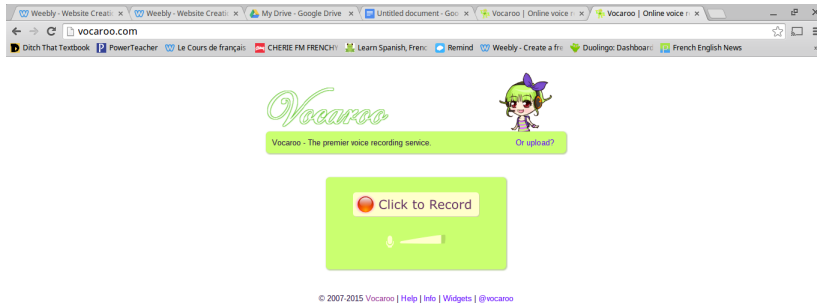 Weebly - Website Creatic
Weebly - Website Creatic
My Drive - Google Drive
Untitled document - Goo
Vocaroo | Online voice r
Vocaroo | Online voice r
vocaroo.com
Ditch That Textbook
PowerTeacher
Le Cours de français
CHERIE FM FRENCH
Learn Spanish, Frenc
Remind
Weebly - Create a fre
Duolingo: Dashboard
French English News
Vocaroo
Vocaroo - The premier voice recording service.
Or upload?
Click to Record
© 2007-2015 Vocaroo | Help | Info | Widgets | @vocaroo